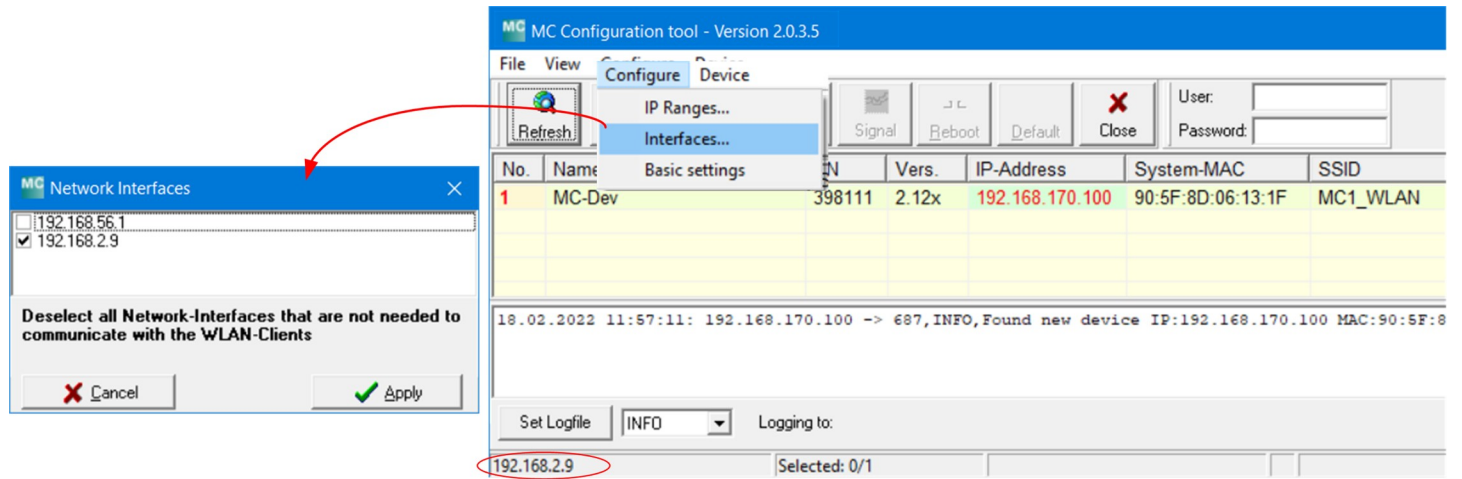 MC Configuration tool - Version 2.0.3.5
File View
Configure Device
IP Ranges...
Interfaces...
Basic settings
Refresh
Signal
Reboot
Default
Close
User:
Password:
No. Name Vers. IP-Address System-MAC SSID
1 MC-Dev 398111 2.12x 192.168.170.100 90:5F:8D:06:13:1F MC1_WLAN
18.02.2022 11:57:11: 192.168.170.100 -> 687,INFO,Found new device IP:192.168.170.100 MAC:90:5F:8
Set Logfile INFO Logging to:
192.168.2.9 Selected: 0/1
MC Network Interfaces
192.168.56.1
192.168.2.9
Deselect all Network-Interfaces that are not needed to
communicate with the WLAN-Clients
Cancel Apply